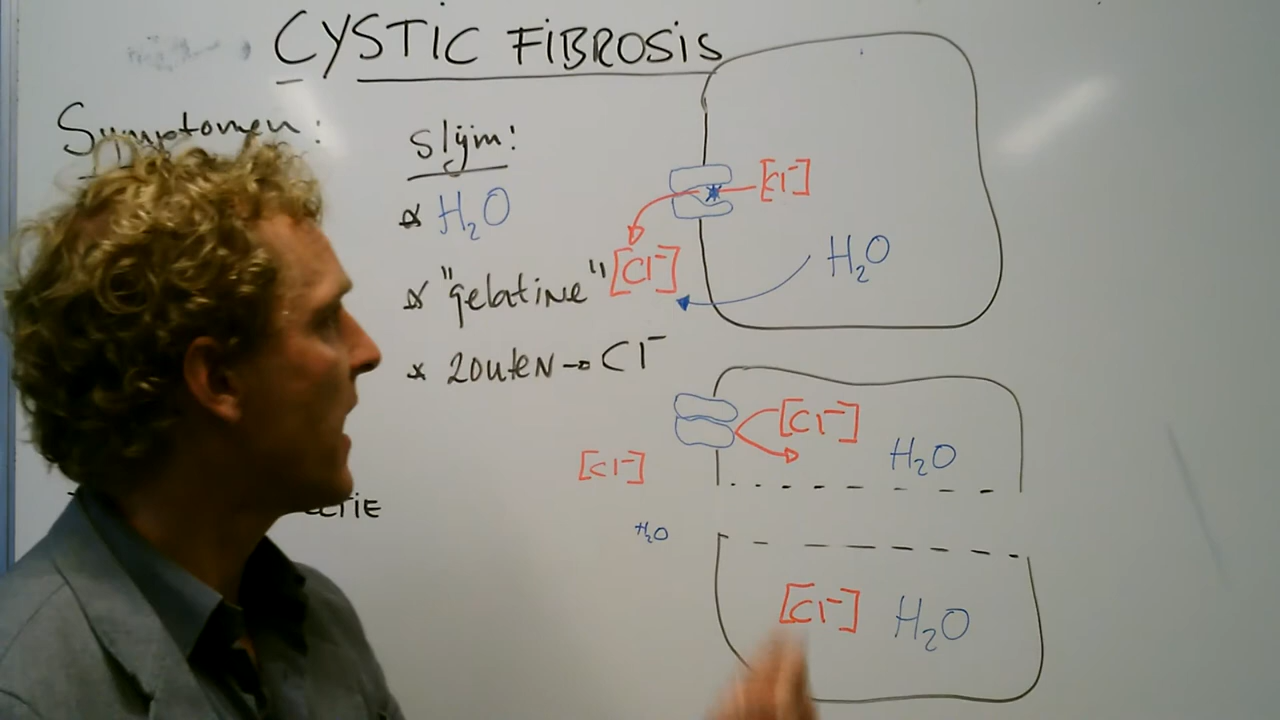 CYSTIC FIBROSIS
Symptomen:
Slijm:
* H₂O
* "gelatine"
* zouten → Cl⁻
[Cl⁻]
[Cl⁻]
H₂O
[Cl⁻]
H₂O
[Cl⁻]
H₂O
[Cl⁻] H₂O